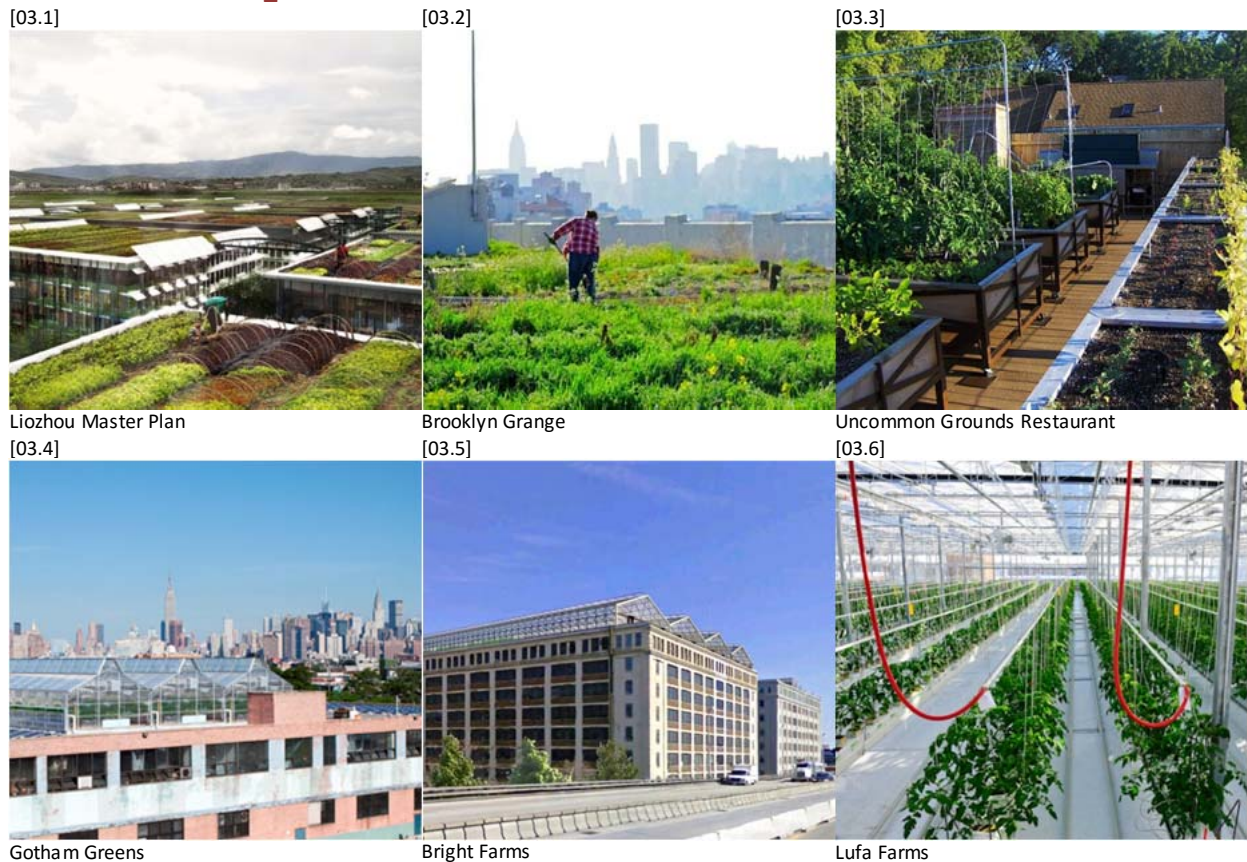 [03.1]
[03.2]
[03.3]
Liozhou Master Plan
Brooklyn Grange
Uncommon Grounds Restaurant
[03.4]
[03.5]
[03.6]
Gotham Greens
Bright Farms
Lufa Farms